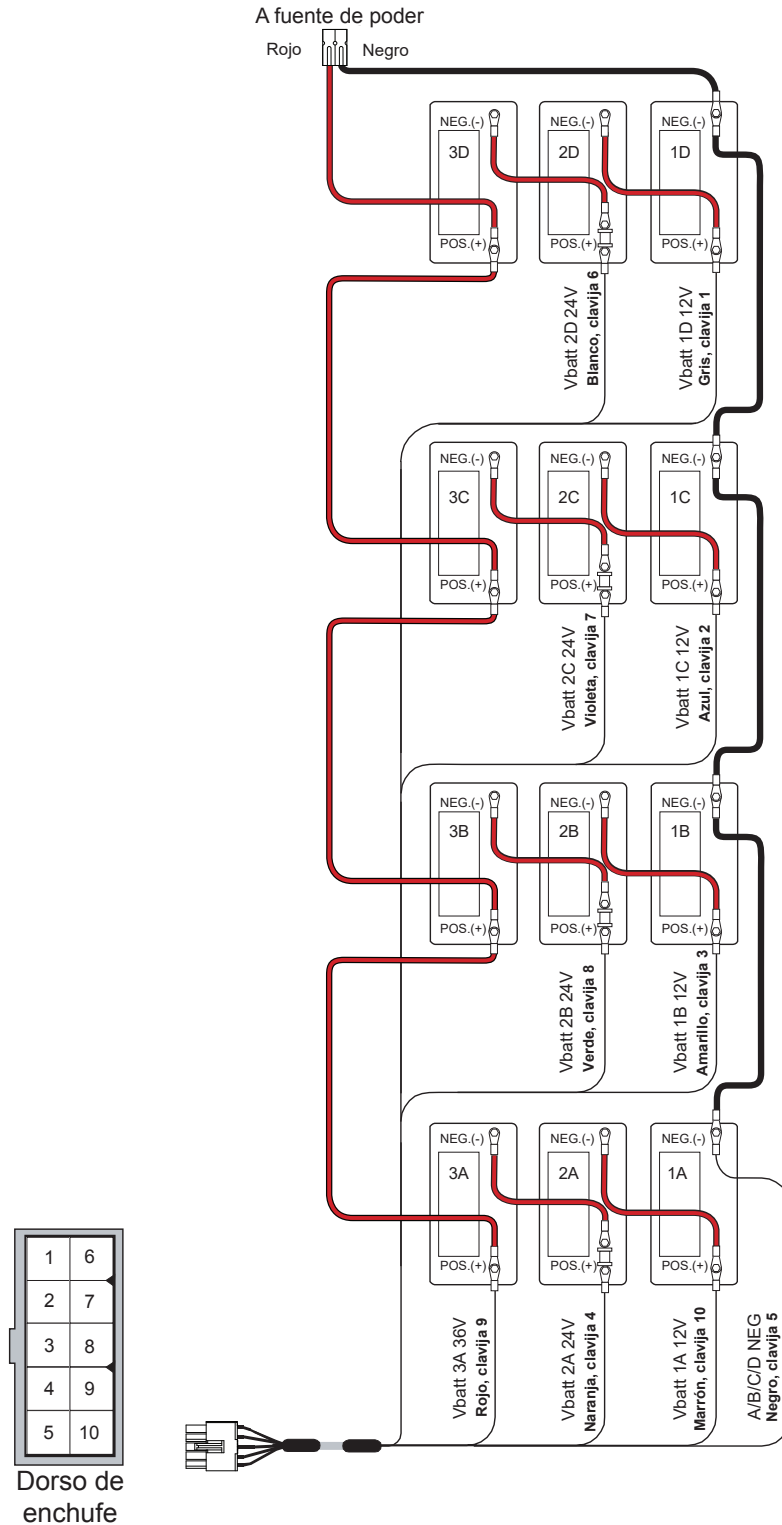 A fuente de poder
Rojo
Negro
NEG.(-)
3D
POS.(+)
NEG.(-)
2D
POS.(+)
NEG.(-)
1D
POS.(+)
Vbatt 2D 24V
Blanco, clavija 6
Vbatt 1D 12V
Gris, clavija 1
NEG.(-)
3C
POS.(+)
NEG.(-)
2C
POS.(+)
NEG.(-)
1C
POS.(+)
Vbatt 2C 24V
Violeta, clavija 7
Vbatt 1C 12V
Azul, clavija 2
NEG.(-)
3B
POS.(+)
NEG.(-)
2B
POS.(+)
NEG.(-)
1B
POS.(+)
Vbatt 2B 24V
Verde, clavija 8
Vbatt 1B 12V
Amarillo, clavija 3
NEG.(-)
3A
POS.(+)
NEG.(-)
2A
POS.(+)
NEG.(-)
1A
POS.(+)
Vbatt 3A 36V
Rojo, clavija 9
Vbatt 2A 24V
Naranja, clavija 4
Vbatt 1A 12V
Marrón, clavija 10
A/B/C/D NEG
Negro, clavija 5
1 6
2 7
3 8
4 9
5 10
Dorso de
enchufe